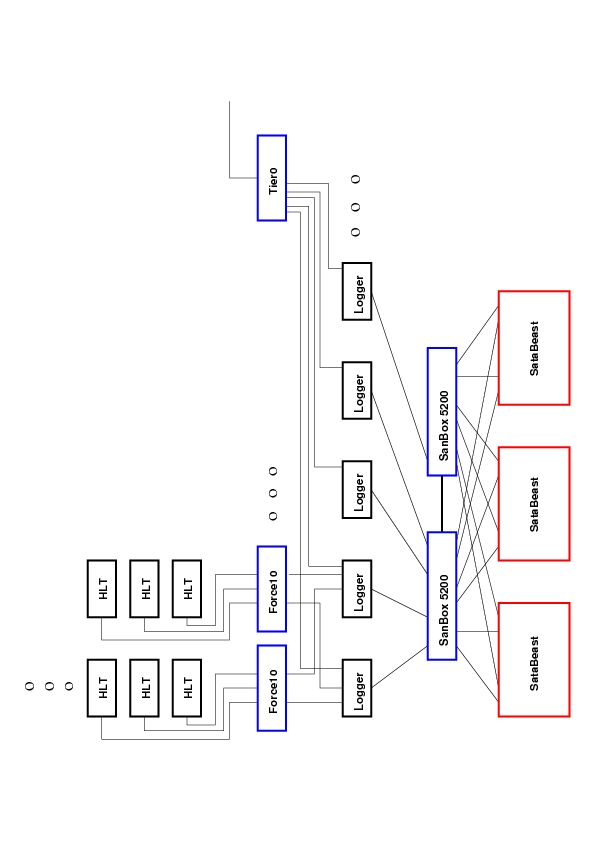 O
O
O
HLT HLT
HLT HLT
HLT HLT
Force10 Force10 O O O Tier0
Logger Logger Logger Logger Logger O O O
SanBox 5200 SanBox 5200
SataBeast SataBeast SataBeast